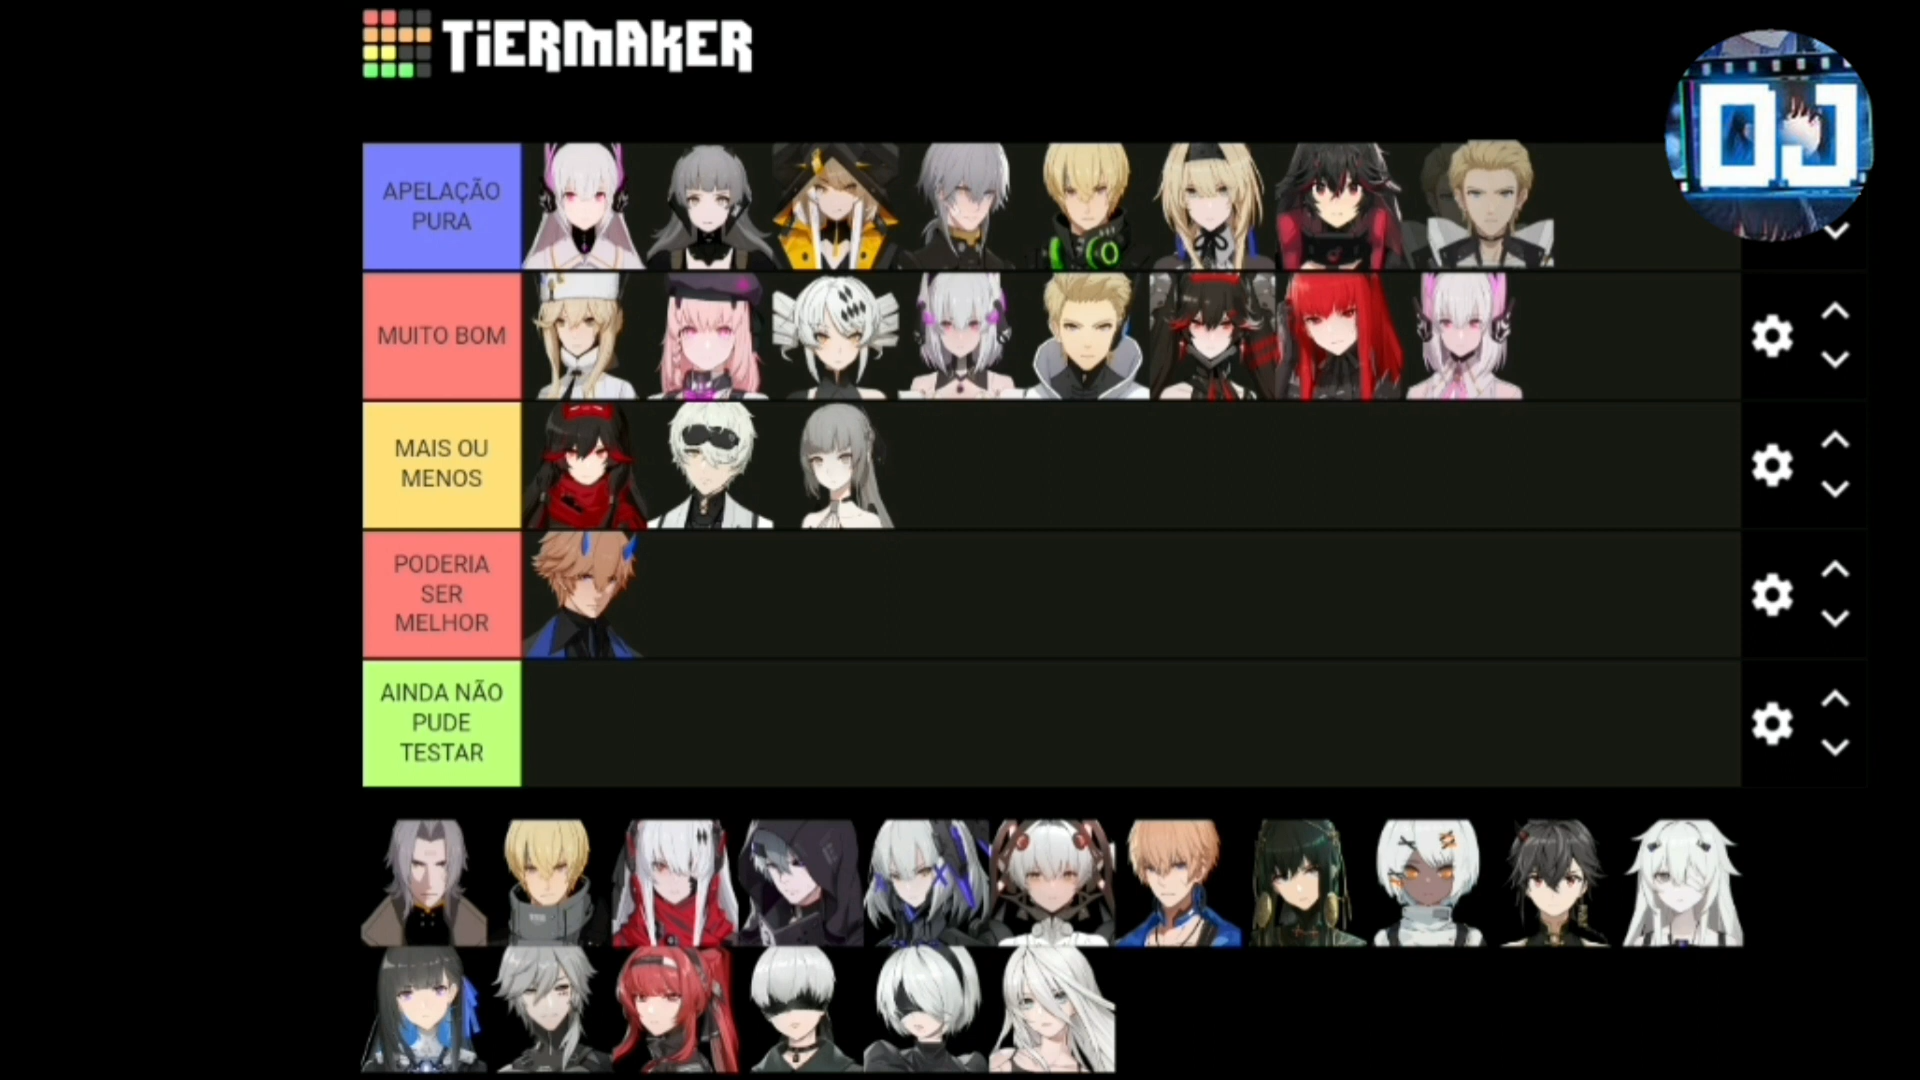 TiERMAKER
DJ
APELAÇÃO
PURA
MUITO BOM
MAIS OU
MENOS
PODERIA
SER
MELHOR
AINDA NÃO
PUDE
TESTAR